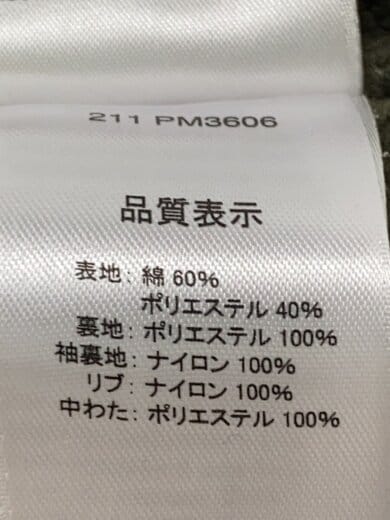 211 PM3606
品質表示
表地: 綿 60%
ポリエステル 40%
裏地: ポリエステル 100%
袖裏地: ナイロン 100%
リブ: ナイロン 100%
中わた: ポリエステル 100%